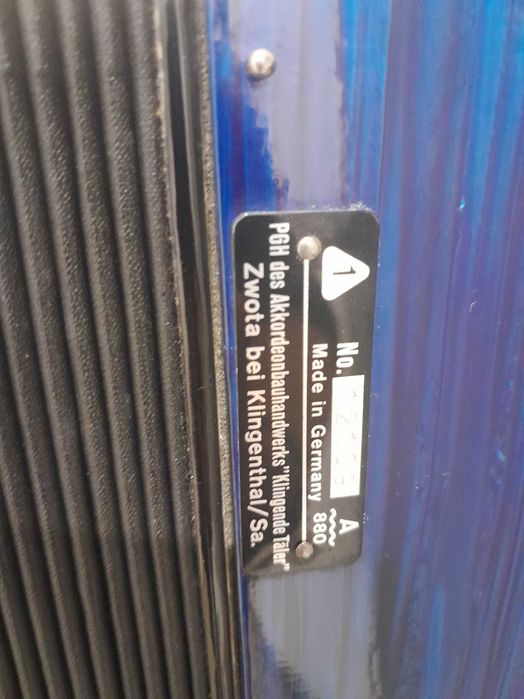 1
No.
A
Made in Germany 880
PGH des Akkordeonbauhandwerks "Klingende Täler"
Zwota bei Klingenthal/Sa.